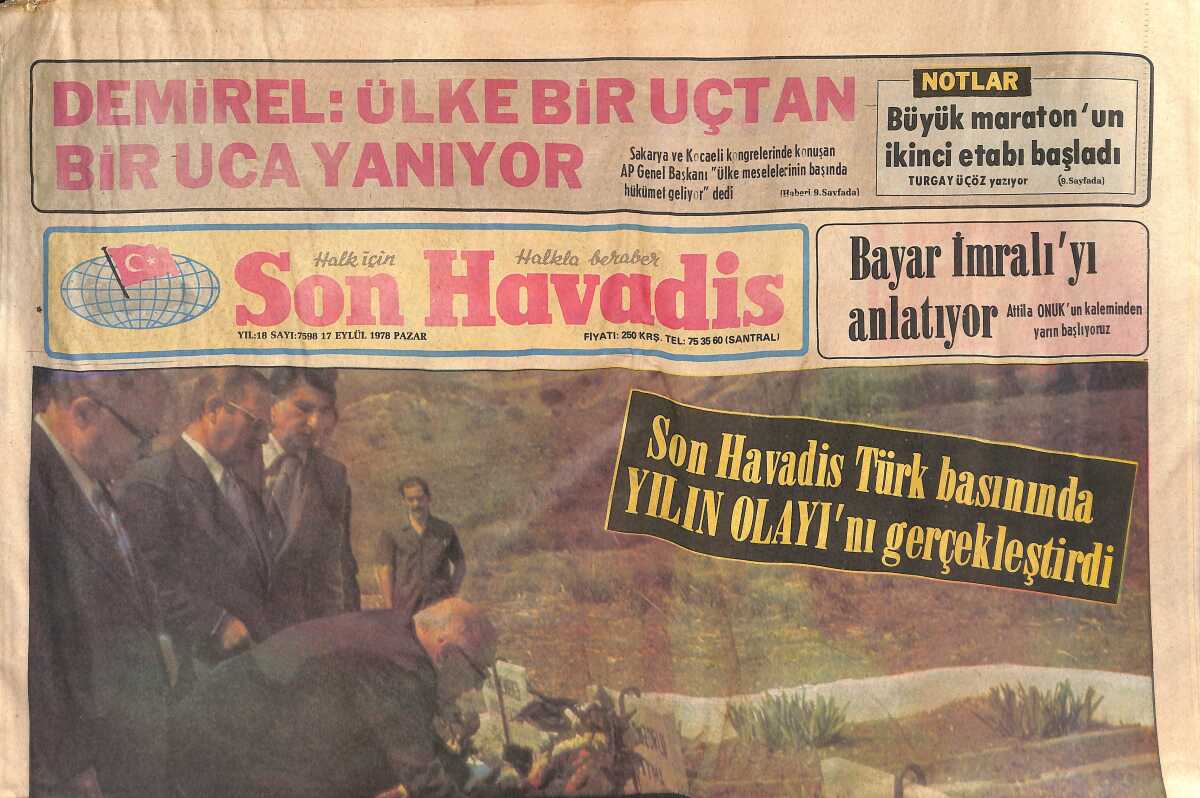 DEMİREL: ÜLKE BİR UÇTAN
BİR UCA YANIYOR
Sakarya ve Kocaeli kongrelerinde konuşan
AP Genel Başkanı "Ülke meselelerinin başında
hükümet geliyor" dedi
(Haberi 9.Sayfada)
NOTLAR
Büyük maraton'un
ikinci etabı başladı
TURGAY ÜÇÖZ yazıyor (9.Sayfada)
Halk için Halkla beraber
Son Havadis
YIL:18 SAYI:7598 17 EYLÜL 1978 PAZAR
FİYATI: 250 KRŞ. TEL: 75 35 60 (SANTRAL)
Bayar İmralı'yı
anlatıyor
Attila ONUK'un kaleminden
yarın başlıyoruz
Son Havadis Türk basınında
YILIN OLAYI'nı gerçekleştirdi